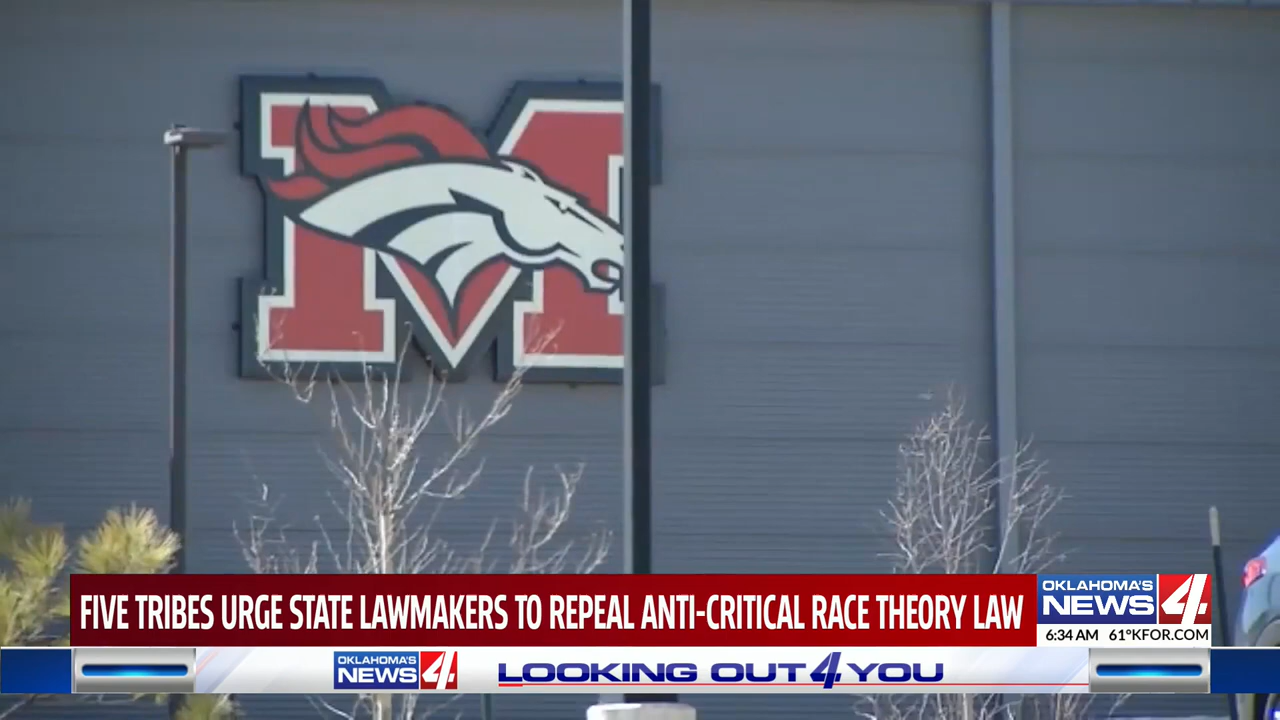 M
FIVE TRIBES URGE STATE LAWMAKERS TO REPEAL ANTI-CRITICAL RACE THEORY LAW
OKLAHOMA'S
NEWS 4
6:34 AM 61° KFOR.COM
OKLAHOMA'S
NEWS 4
LOOKING OUT 4 YOU